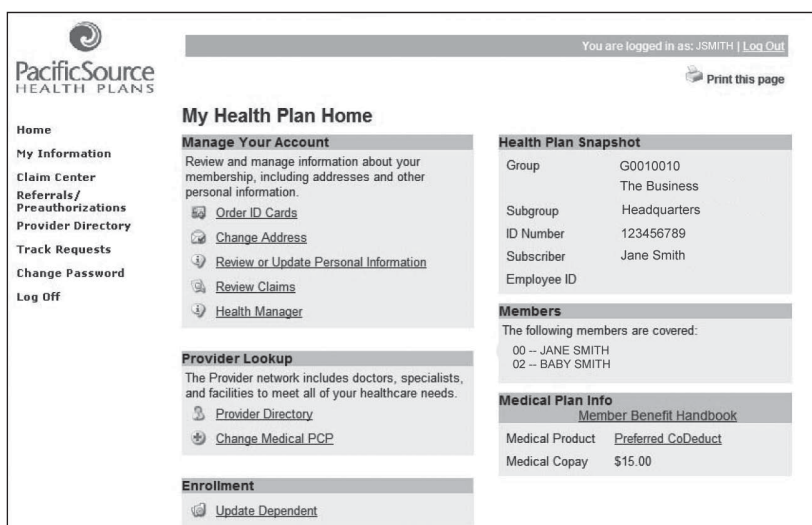 PacificSource
HEALTH PLANS
You are logged in as: JSMITH | Log Out
Print this page
Home
My Information
Claim Center
Referrals/
Preauthorizations
Provider Directory
Track Requests
Change Password
Log Off
My Health Plan Home
Manage Your Account
Review and manage information about your
membership, including addresses and other
personal information.
Order ID Cards
Change Address
Review or Update Personal Information
Review Claims
Health Manager
Provider Lookup
The Provider network includes doctors, specialists,
and facilities to meet all of your healthcare needs.
Provider Directory
Change Medical PCP
Enrollment
Update Dependent
Health Plan Snapshot
Group G0010010
The Business
Subgroup Headquarters
ID Number 123456789
Subscriber Jane Smith
Employee ID
Members
The following members are covered:
00 -- JANE SMITH
02 -- BABY SMITH
Medical Plan Info
Member Benefit Handbook
Medical Product Preferred CoDeduct
Medical Copay $15.00